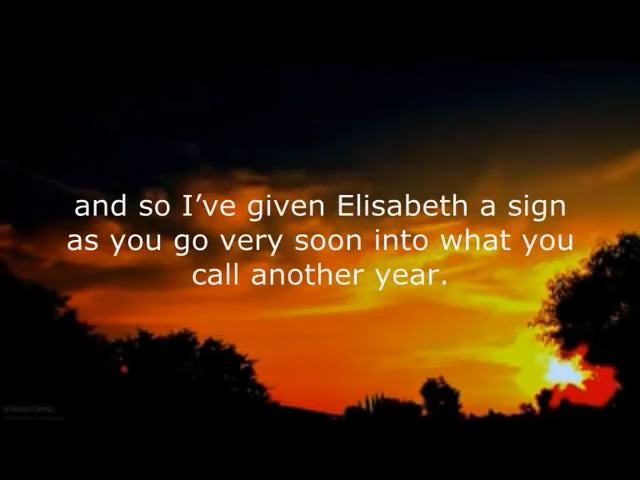 and so I’ve given Elisabeth a sign
as you go very soon into what you
call another year.